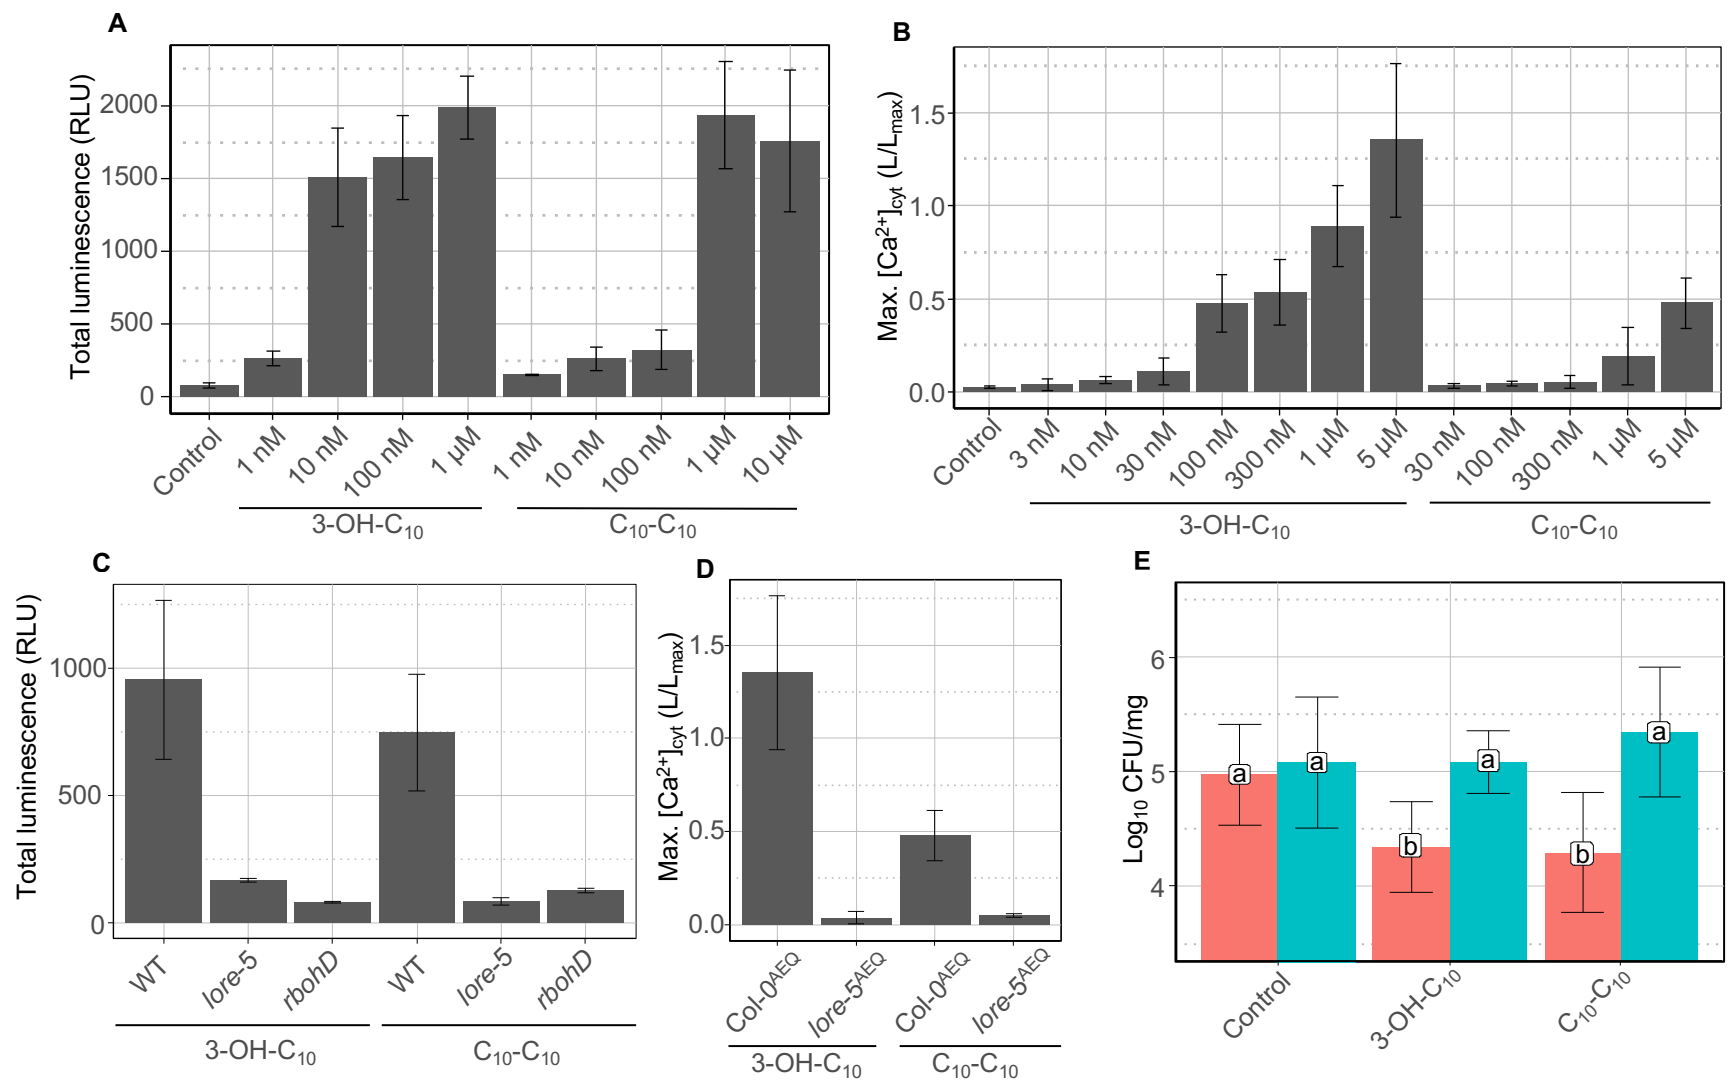 A
Total luminescence (RLU)
2000
1500
1000
500
0
Control
1 nM
10 nM
100 nM
1 µM
1 nM
10 nM
100 nM
1 µM
10 µM
3-OH-C₁₀
C₁₀-C₁₀
B
Max. [Ca²⁺]cyt (L/Lmax)
1.5
1.0
0.5
0.0
Control
3 nM
10 nM
30 nM
100 nM
300 nM
1 µM
5 µM
30 nM
100 nM
300 nM
1 µM
5 µM
3-OH-C₁₀
C₁₀-C₁₀
C
Total luminescence (RLU)
1000
500
0
WT
lore-5
rbohD
WT
lore-5
rbohD
3-OH-C₁₀
C₁₀-C₁₀
D
Max. [Ca²⁺]cyt (L/Lmax)
1.5
1.0
0.5
0.0
Col-0ᴬᴱQ
lore-5ᴬᴱQ
Col-0ᴬᴱQ
lore-5ᴬᴱQ
3-OH-C₁₀
C₁₀-C₁₀
E
Log₁₀ CFU/mg
6
5
4
a
a
b
a
b
a
Control
3-OH-C₁₀
C₁₀-C₁₀